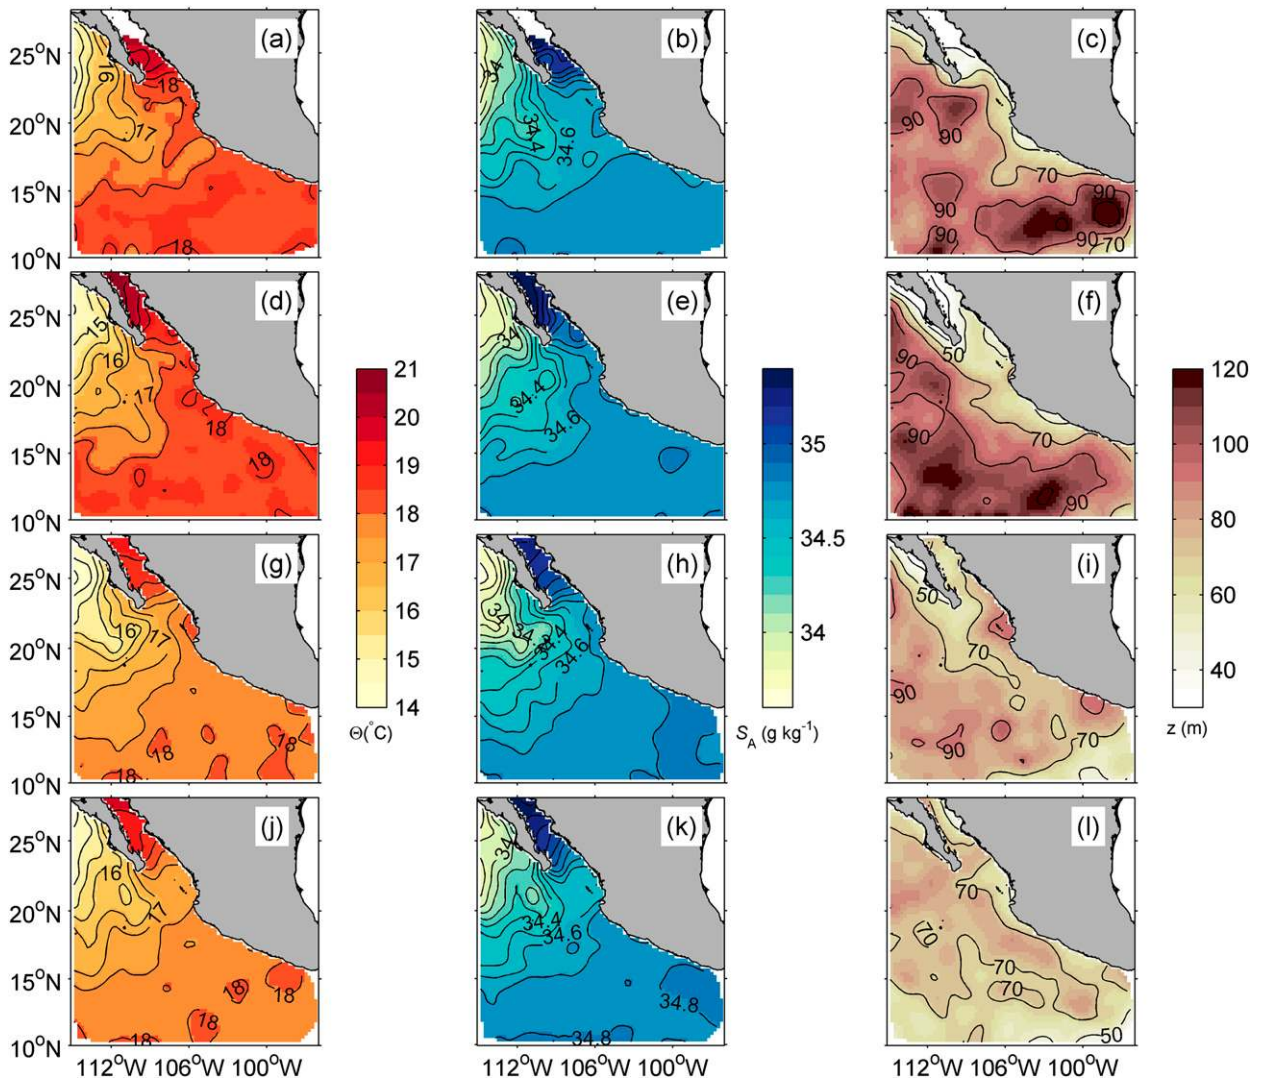 25°N
20°N
15°N
10°N
(a)
16
18
17
18
(b)
34
34.4
34.6
(c)
90
90
70
90
90
90
90
70
25°N
20°N
15°N
10°N
(d)
15
16
17
18
18
(e)
34
34.4
34.6
(f)
50
90
90
70
90
25°N
20°N
15°N
10°N
(g)
16
17
18
18
18
(h)
34
34.4
34.6
(i)
50
70
90
90
70
25°N
20°N
15°N
10°N
(j)
16
17
18
18
18
18
(k)
34
34.4
34.6
34.8
34.8
(l)
70
70
70
70
50
112°W
106°W
100°W
112°W
106°W
100°W
112°W
106°W
100°W
21
20
19
18
17
16
15
14
Θ(°C)
35
34.5
34
S_A (g kg⁻¹)
120
100
80
60
40
z (m)